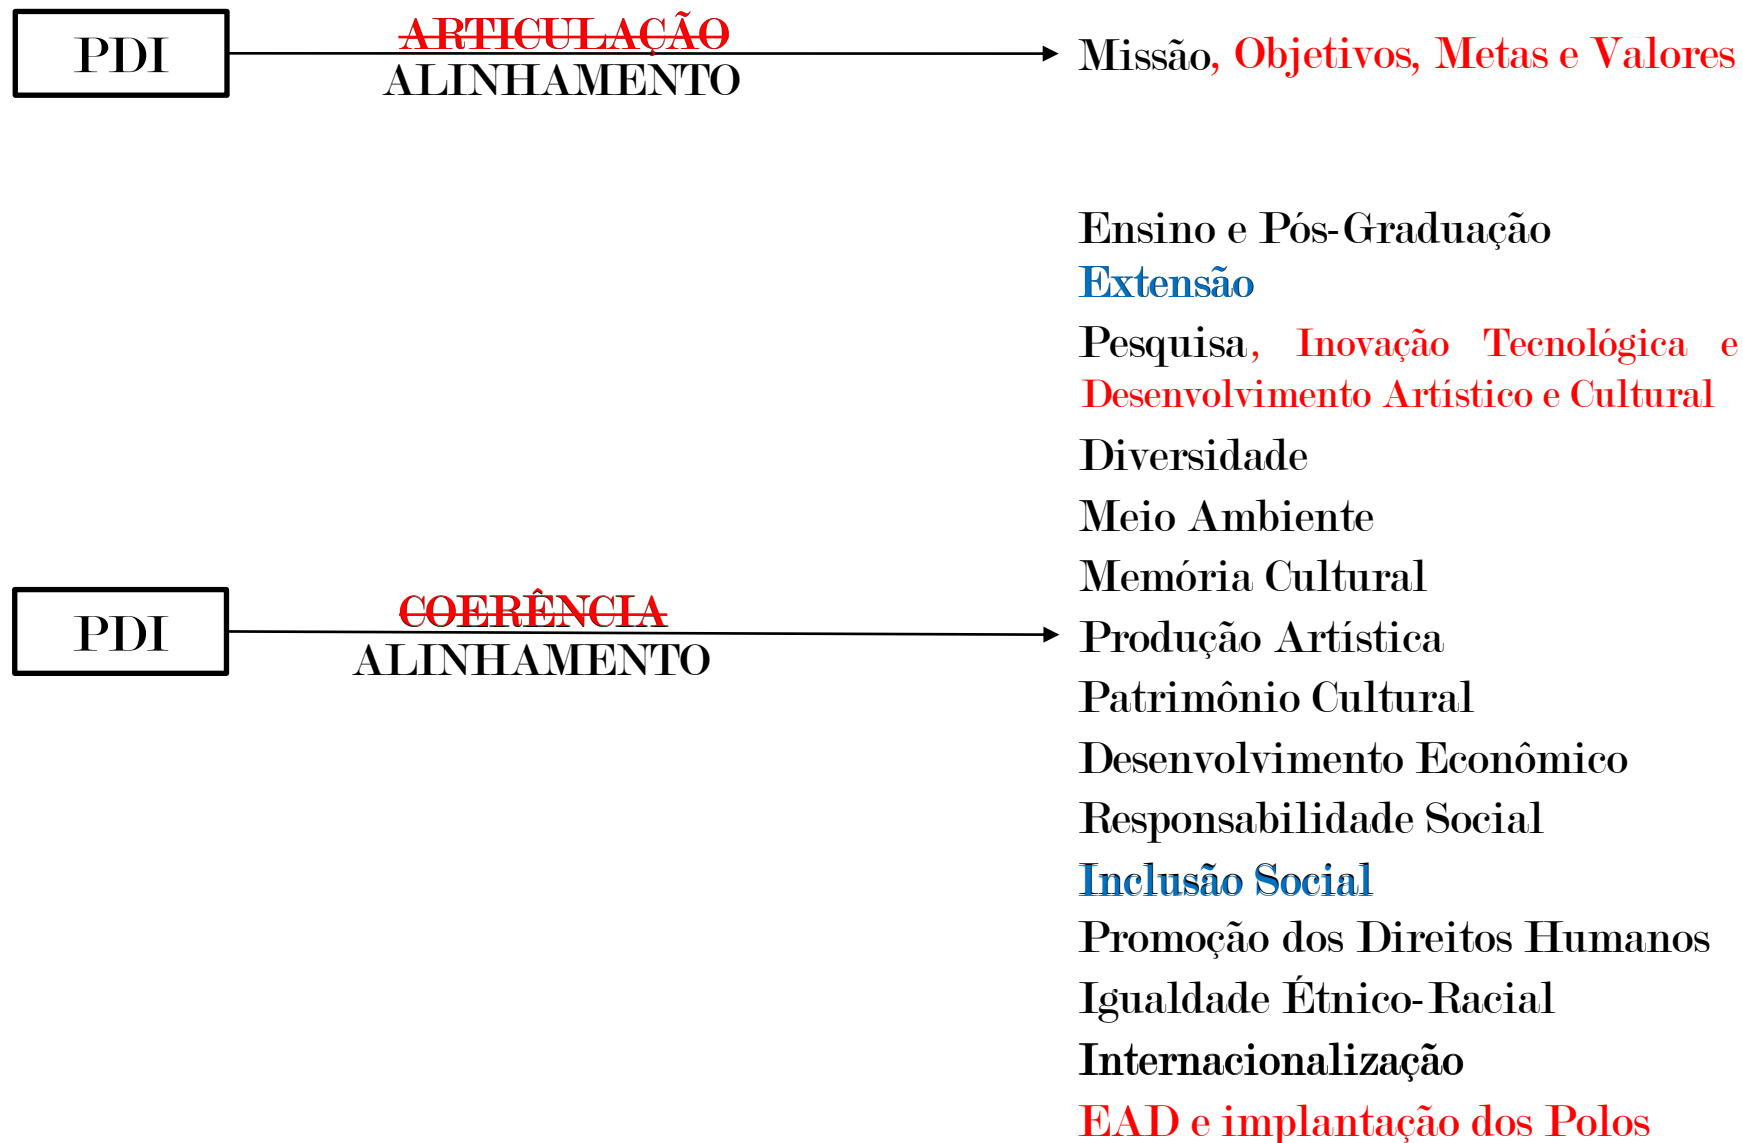 PDI
ARTICULAÇÃO
ALINHAMENTO
Missão, Objetivos, Metas e Valores
Ensino e Pós-Graduação
Extensão
Pesquisa, Inovação Tecnológica e
Desenvolvimento Artístico e Cultural
Diversidade
Meio Ambiente
Memória Cultural
PDI
COERÊNCIA
ALINHAMENTO
Produção Artística
Patrimônio Cultural
Desenvolvimento Econômico
Responsabilidade Social
Inclusão Social
Promoção dos Direitos Humanos
Igualdade Étnico-Racial
Internacionalização
EAD e implantação dos Polos